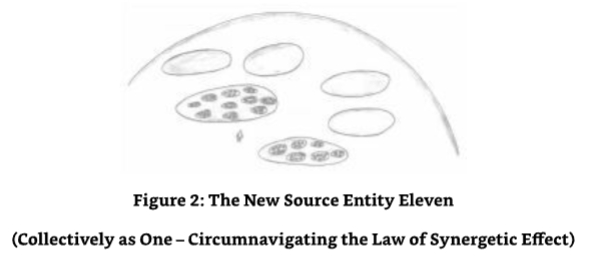 Figure 2: The New Source Entity Eleven
(Collectively as One – Circumnavigating the Law of Synergetic Effect)